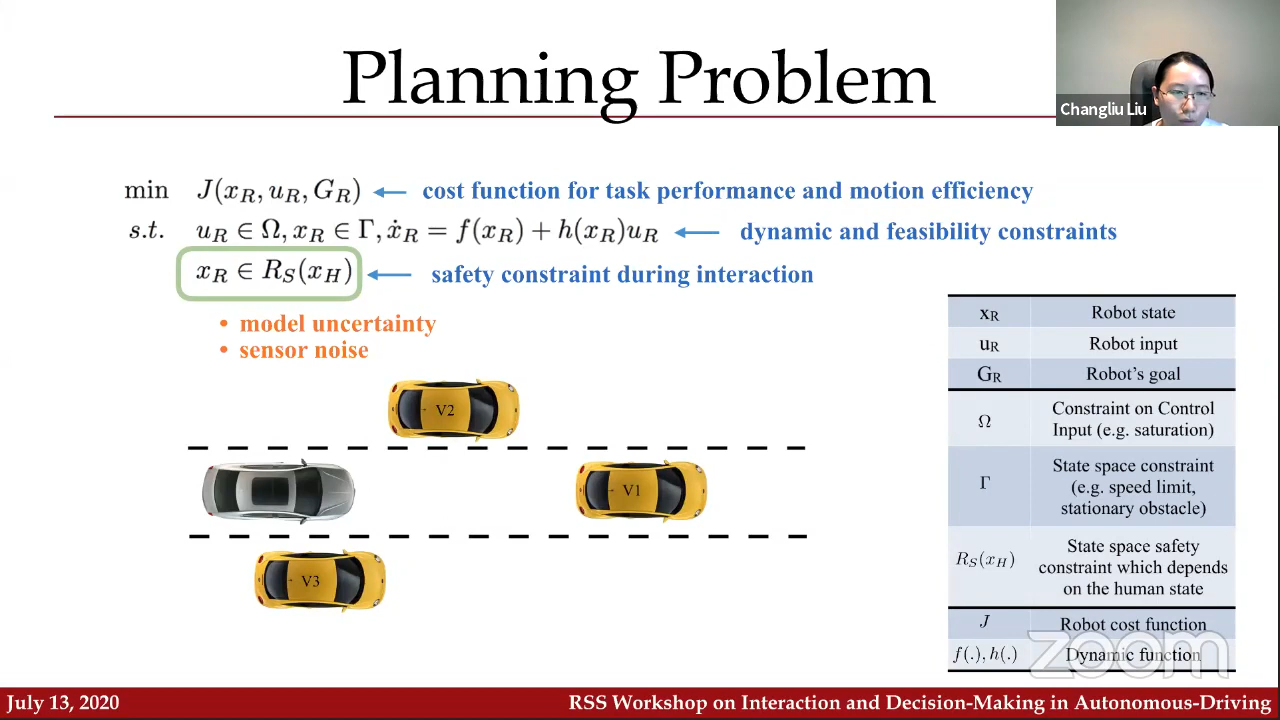 Planning Problem
Changliu Liu
min J(x_R, u_R, G_R) cost function for task performance and motion efficiency
s.t. u_R ∈ Ω, x_R ∈ Γ, ẋ_R = f(x_R) + h(x_R)u_R dynamic and feasibility constraints
x_R ∈ R_S(x_H) safety constraint during interaction
• model uncertainty
• sensor noise
V2
V1
V3
x_R Robot state
u_R Robot input
G_R Robot's goal
Ω Constraint on Control
Input (e.g. saturation)
Γ State space constraint
(e.g. speed limit,
stationary obstacle)
R_S(x_H) State space safety
constraint which depends
on the human state
J Robot cost function
f(.), h(.) Dynamic function
zoom
July 13, 2020 RSS Workshop on Interaction and Decision-Making in Autonomous-Driving